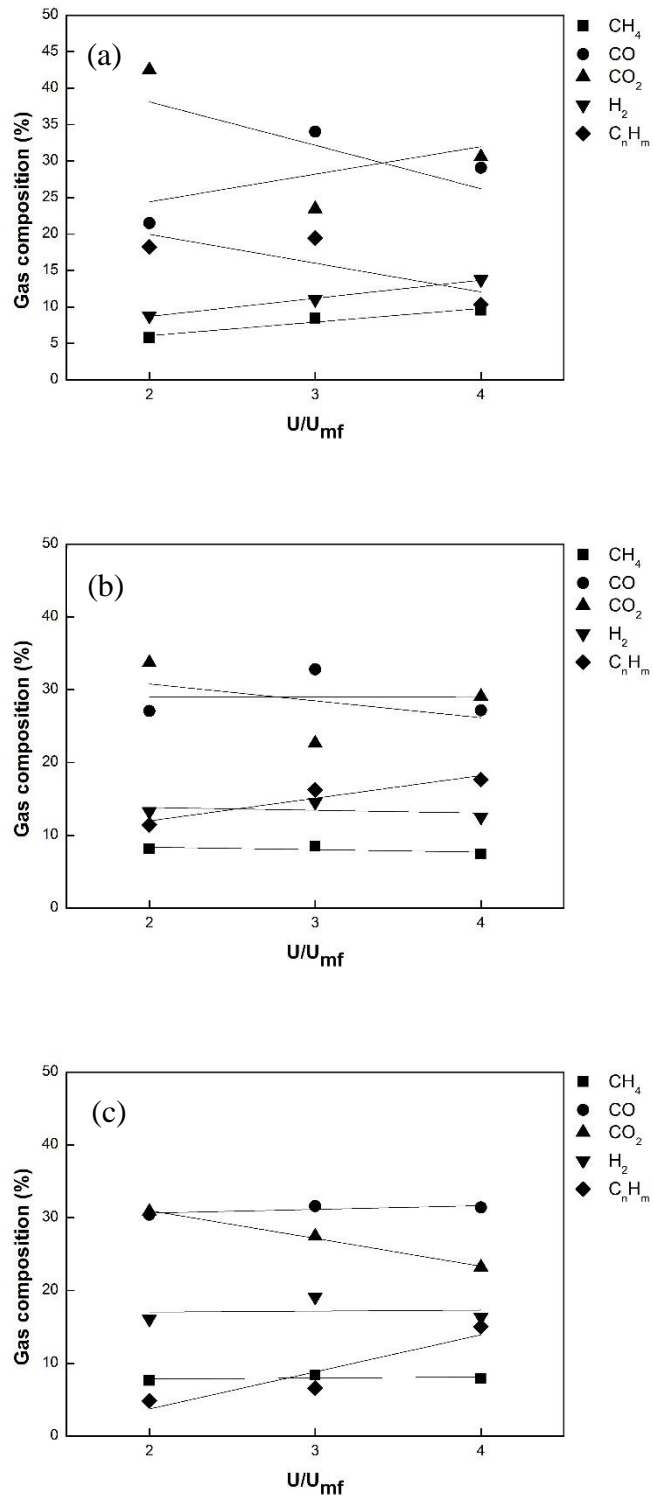 (a)
50
45
40
35
30
25
20
15
10
5
0
Gas composition (%)
2 3 4
U/Umf
CH4
CO
CO2
H2
CnHm
(b)
50
40
30
20
10
0
Gas composition (%)
2 3 4
U/Umf
CH4
CO
CO2
H2
CnHm
(c)
50
40
30
20
10
0
Gas composition (%)
2 3 4
U/Umf
CH4
CO
CO2
H2
CnHm